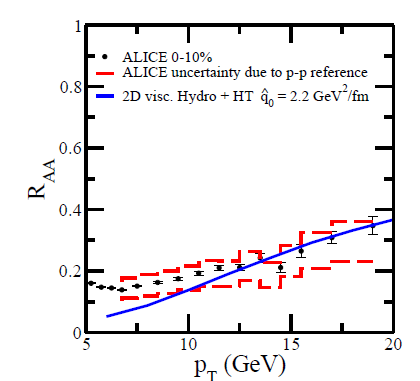 1
ALICE 0-10%
ALICE uncertainty due to p-p reference
2D visc. Hydro + HT q̂₀ = 2.2 GeV²/fm
0.8
0.6
R_AA
0.4
0.2
0
5 10 15 20
p_T (GeV)